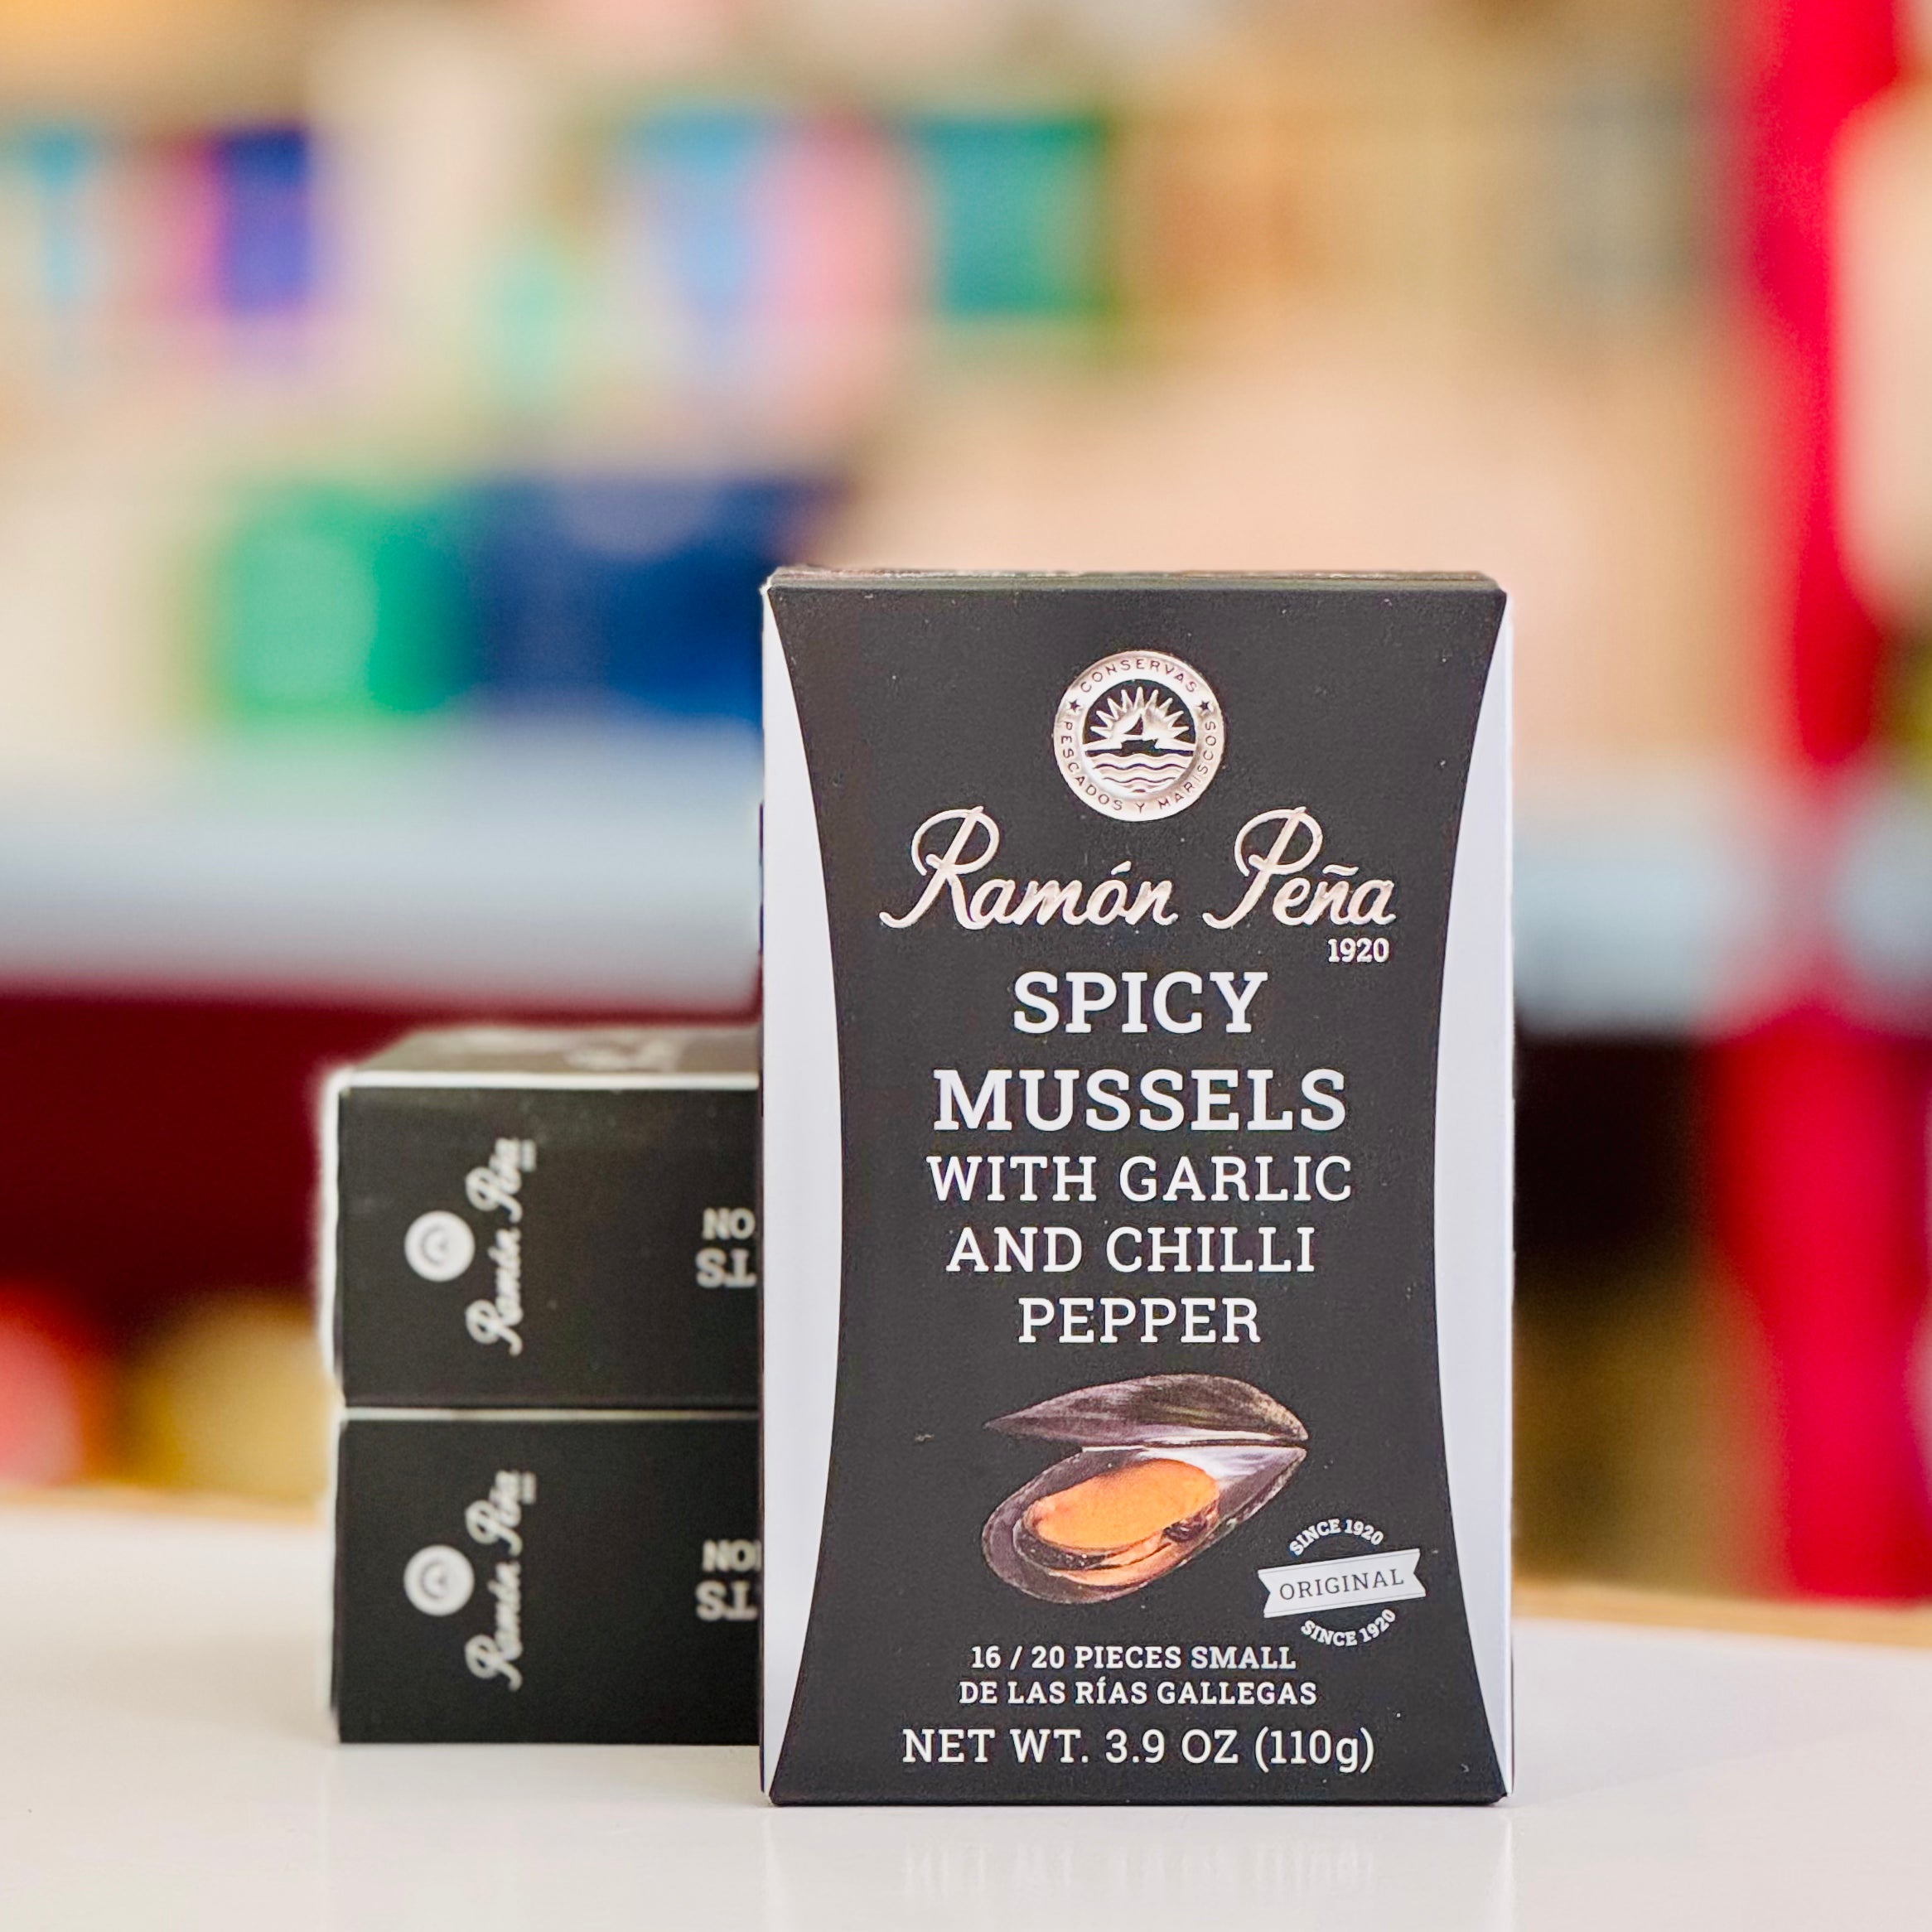 CONSERVAS
PESCADOS Y MARISCOS
Ramón Peña
1920
SPICY
MUSSELS
WITH GARLIC
AND CHILLI
PEPPER
SINCE 1920
ORIGINAL
SINCE 1920
16 / 20 PIECES SMALL
DE LAS RÍAS GALLEGAS
NET WT. 3.9 OZ (110g)
Ramón Peña
Ramón Peña